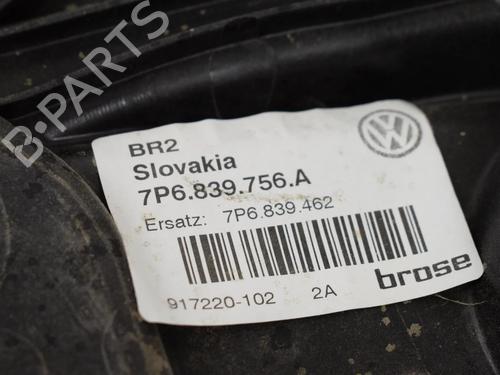 B-PARTS
BR2
Slovakia
7P6.839.756.A
Ersatz: 7P6.839.462
917220-102 2A
brose